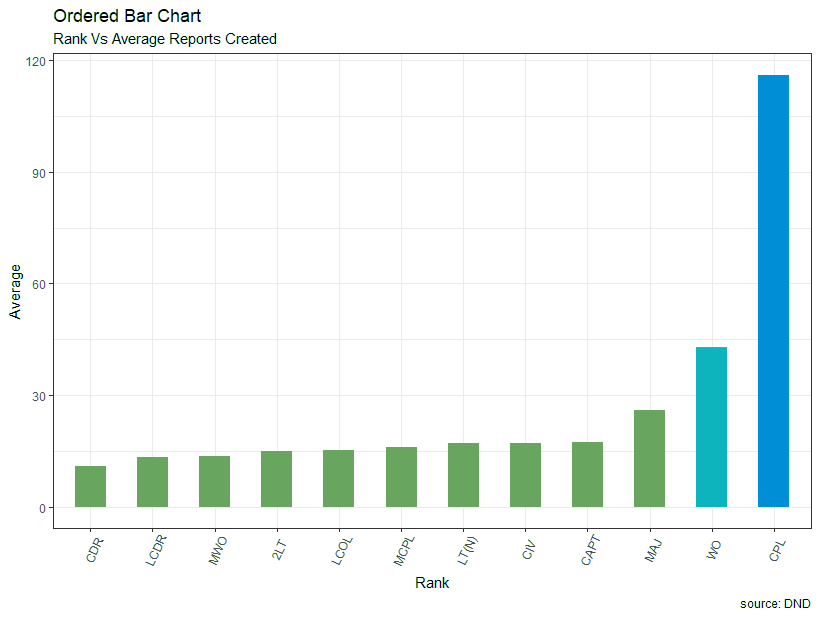 Ordered Bar Chart
Rank Vs Average Reports Created
120
90
60
30
0
Average
CDR
LCDR
MWO
2LT
LCOL
MCPL
LT(N)
CIV
CAPT
MAJ
WO
CPL
Rank
source: DND